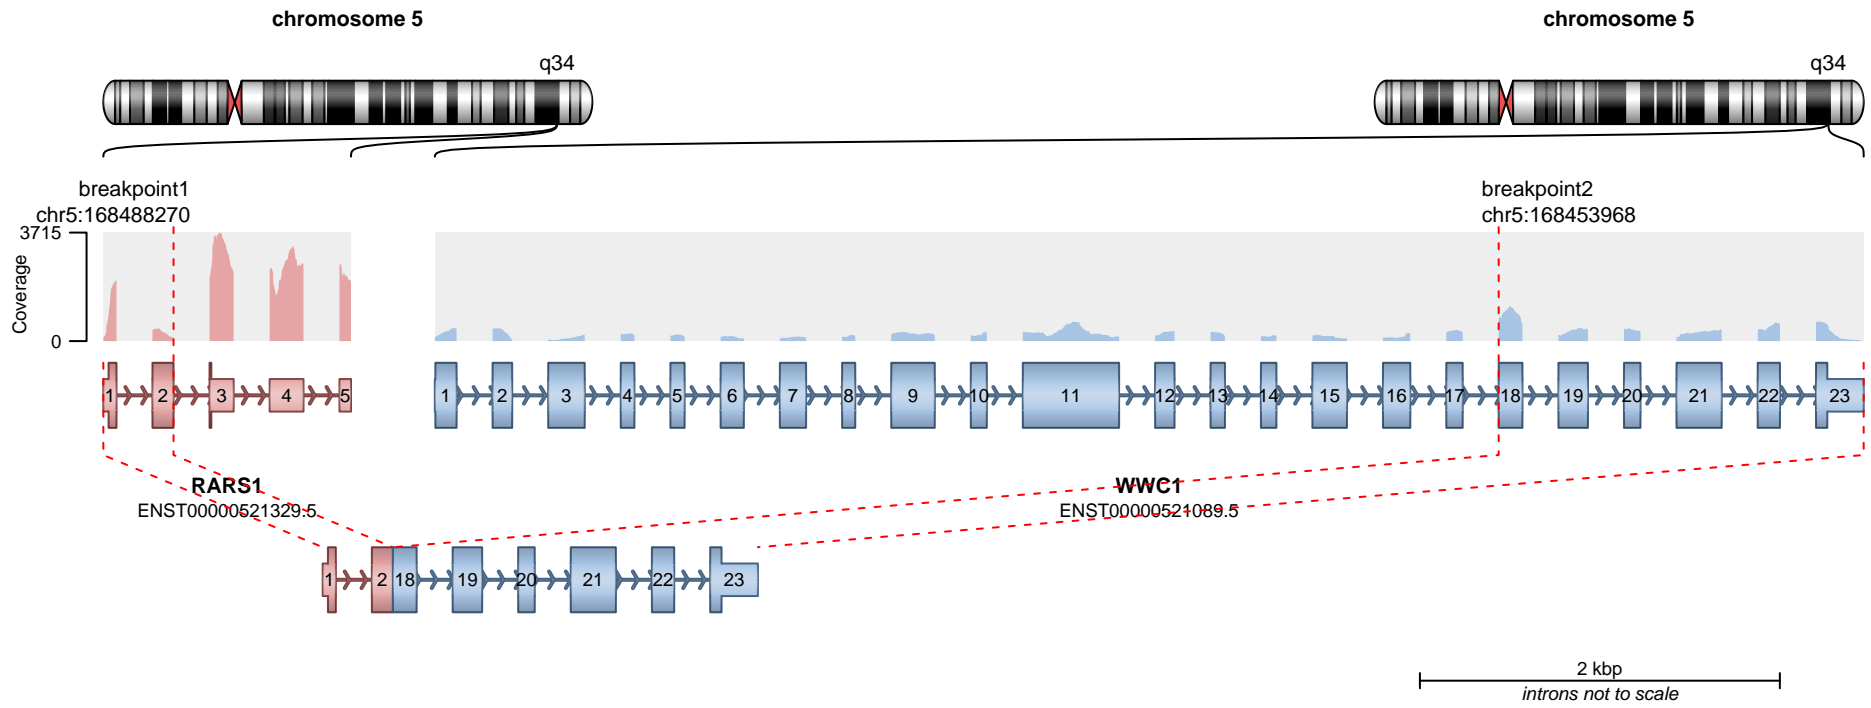 chromosome 5
chromosome 5
q34
q34
breakpoint1
chr5:168488270
breakpoint2
chr5:168453968
3715
0
Coverage
1 2 3 4 5
1 2 3 4 5 6 7 8 9 10 11 12 13 14 15 16 17 18 19 20 21 22 23
RARS1
ENST00000521329.5
WWC1
ENST00000521089.5
1 2 18 19 20 21 22 23
2 kbp
introns not to scale